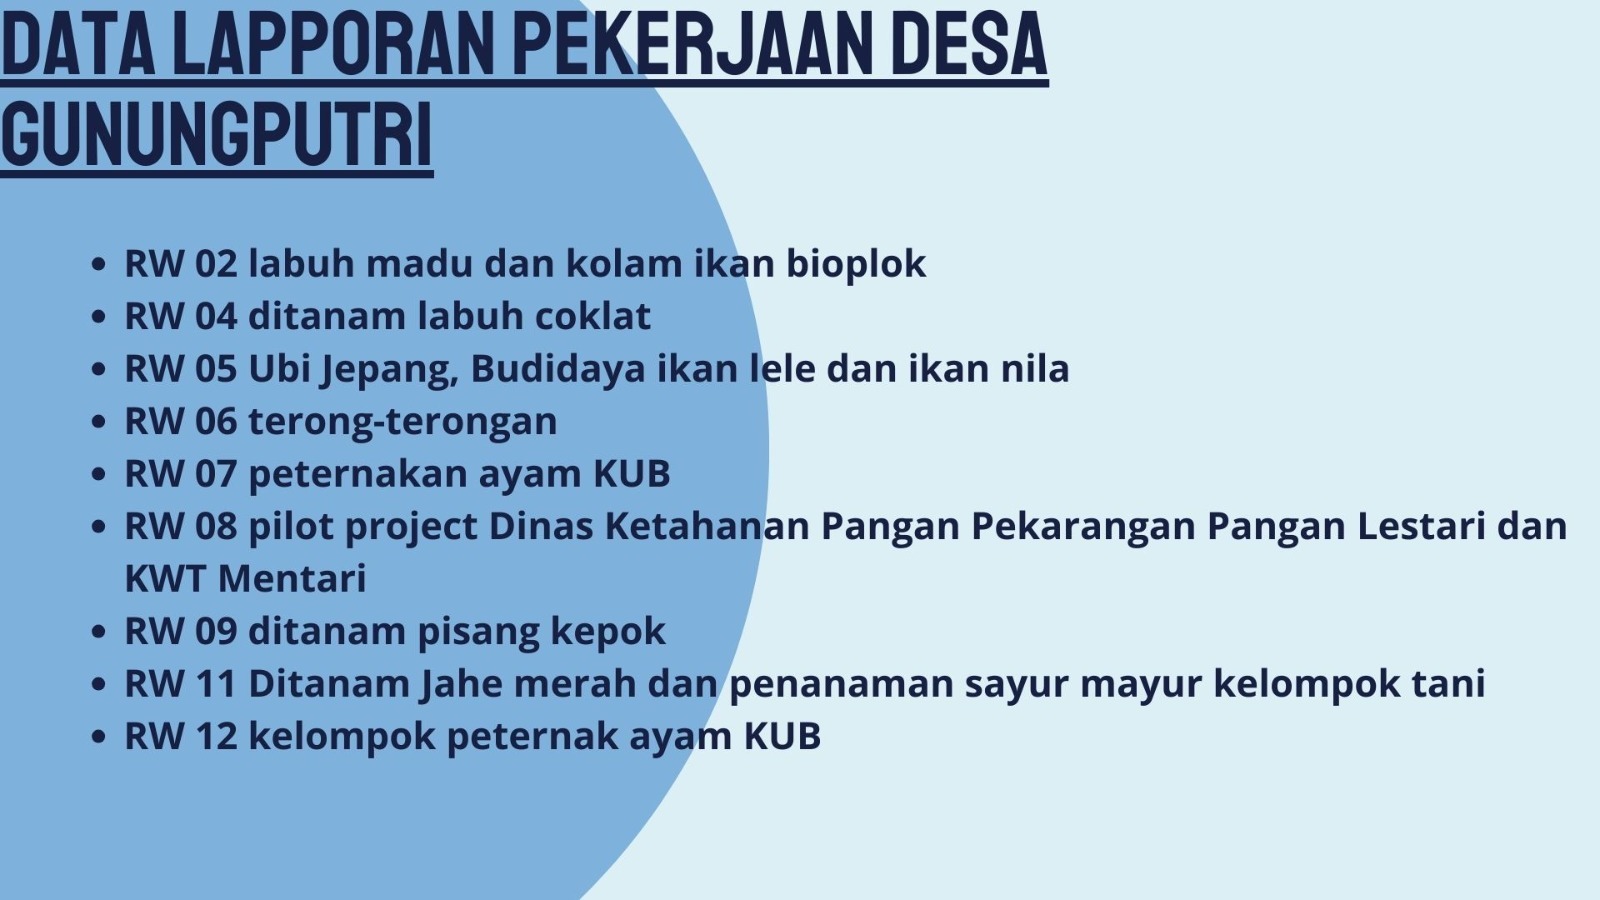 DATA LAPPORAN PEKERJAAN DESA
GUNUNGPUTRI
• RW 02 labuh madu dan kolam ikan bioplok
• RW 04 ditanam labuh coklat
• RW 05 Ubi Jepang, Budidaya ikan lele dan ikan nila
• RW 06 terong-terongan
• RW 07 peternakan ayam KUB
• RW 08 pilot project Dinas Ketahanan Pangan Pekarangan Pangan Lestari dan
KWT Mentari
• RW 09 ditanam pisang kepok
• RW 11 Ditanam Jahe merah dan penanaman sayur mayur kelompok tani
• RW 12 kelompok peternak ayam KUB